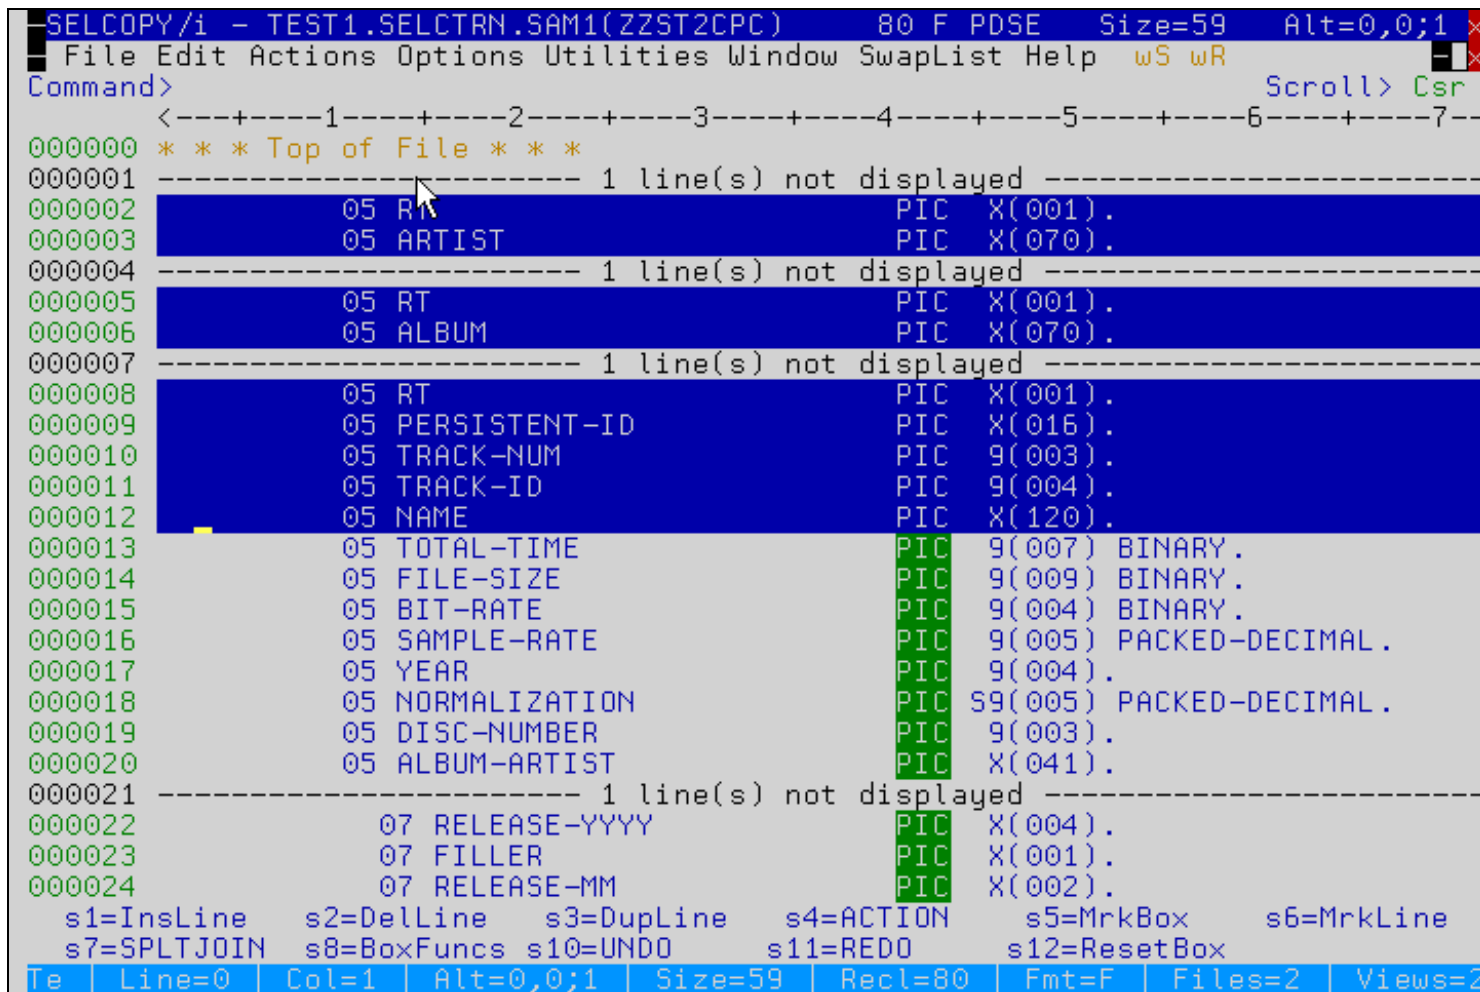 SELCOPY/i - TEST1.SELCTRN.SAM1(ZZST2CPC)     80 F PDSE   Size=59   Alt=0,0;1
File Edit Actions Options Utilities Window SwapList Help  wS wR
Command>                                                           Scroll> Csr
<---+----1----+----2----+----3----+----4----+----5----+----6----+----7--
000000 * * * Top of File * * *
000001 ----------------------- 1 line(s) not displayed ------------------------
000002           05 RT                         PIC  X(001).
000003           05 ARTIST                     PIC  X(070).
000004 ----------------------- 1 line(s) not displayed ------------------------
000005           05 RT                         PIC  X(001).
000006           05 ALBUM                      PIC  X(070).
000007 ----------------------- 1 line(s) not displayed ------------------------
000008           05 RT                         PIC  X(001).
000009           05 PERSISTENT-ID              PIC  X(016).
000010           05 TRACK-NUM                  PIC  9(003).
000011           05 TRACK-ID                   PIC  9(004).
000012           05 NAME                       PIC  X(120).
000013           05 TOTAL-TIME                 PIC  9(007) BINARY.
000014           05 FILE-SIZE                  PIC  9(009) BINARY.
000015           05 BIT-RATE                   PIC  9(004) BINARY.
000016           05 SAMPLE-RATE                PIC  9(005) PACKED-DECIMAL.
000017           05 YEAR                       PIC  9(004).
000018           05 NORMALIZATION              PIC S9(005) PACKED-DECIMAL.
000019           05 DISC-NUMBER                PIC  9(003).
000020           05 ALBUM-ARTIST               PIC  X(041).
000021 ----------------------- 1 line(s) not displayed ------------------------
000022             07 RELEASE-YYYY             PIC  X(004).
000023             07 FILLER                   PIC  X(001).
000024             07 RELEASE-MM               PIC  X(002).
s1=InsLine   s2=DelLine   s3=DupLine   s4=ACTION    s5=MrkBox    s6=MrkLine
s7=SPLTJOIN  s8=BoxFuncs s10=UNDO     s11=REDO     s12=ResetBox
Te | Line=0 | Col=1 | Alt=0,0;1 | Size=59 | Recl=80 | Fmt=F | Files=2 | Views=2